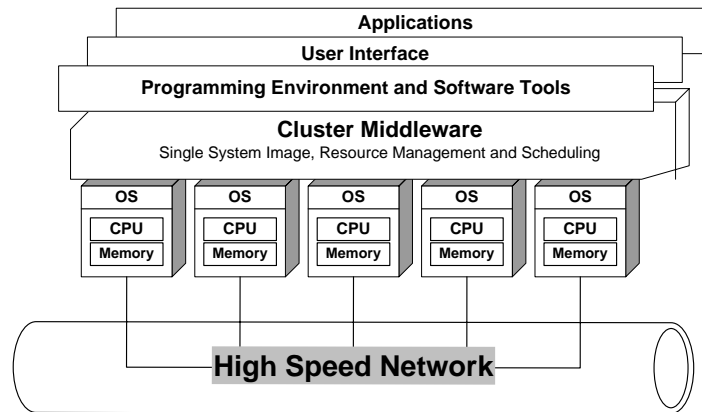 Applications
User Interface
Programming Environment and Software Tools
Cluster Middleware
Single System Image, Resource Management and Scheduling
OS OS OS OS OS
CPU CPU CPU CPU CPU
Memory Memory Memory Memory Memory
High Speed Network